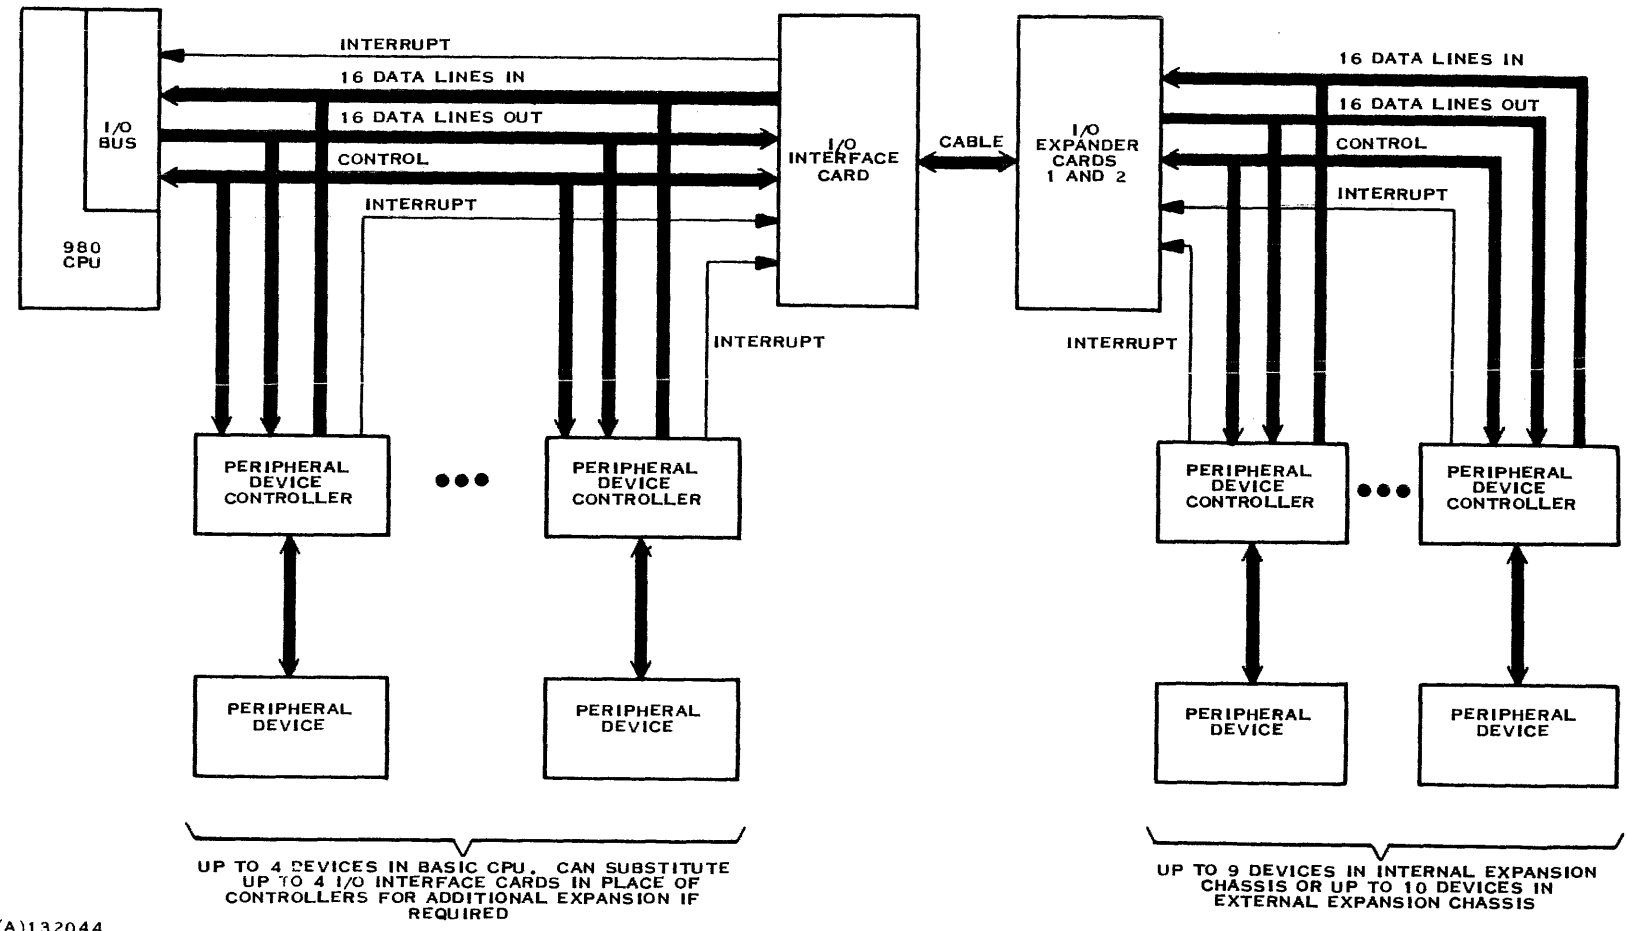 INTERRUPT
16 DATA LINES IN
16 DATA LINES OUT
CONTROL
INTERRUPT
I/O
BUS
980
CPU
I/O
INTERFACE
CARD
CABLE
I/O
EXPANDER
CARDS
1 AND 2
16 DATA LINES IN
16 DATA LINES OUT
CONTROL
INTERRUPT
INTERRUPT
INTERRUPT
PERIPHERAL
DEVICE
CONTROLLER
PERIPHERAL
DEVICE
CONTROLLER
PERIPHERAL
DEVICE
CONTROLLER
PERIPHERAL
DEVICE
CONTROLLER
PERIPHERAL
DEVICE
PERIPHERAL
DEVICE
PERIPHERAL
DEVICE
PERIPHERAL
DEVICE
UP TO 4 DEVICES IN BASIC CPU. CAN SUBSTITUTE
UP TO 4 I/O INTERFACE CARDS IN PLACE OF
CONTROLLERS FOR ADDITIONAL EXPANSION IF
REQUIRED
UP TO 9 DEVICES IN INTERNAL EXPANSION
CHASSIS OR UP TO 10 DEVICES IN
EXTERNAL EXPANSION CHASSIS
(A)132044